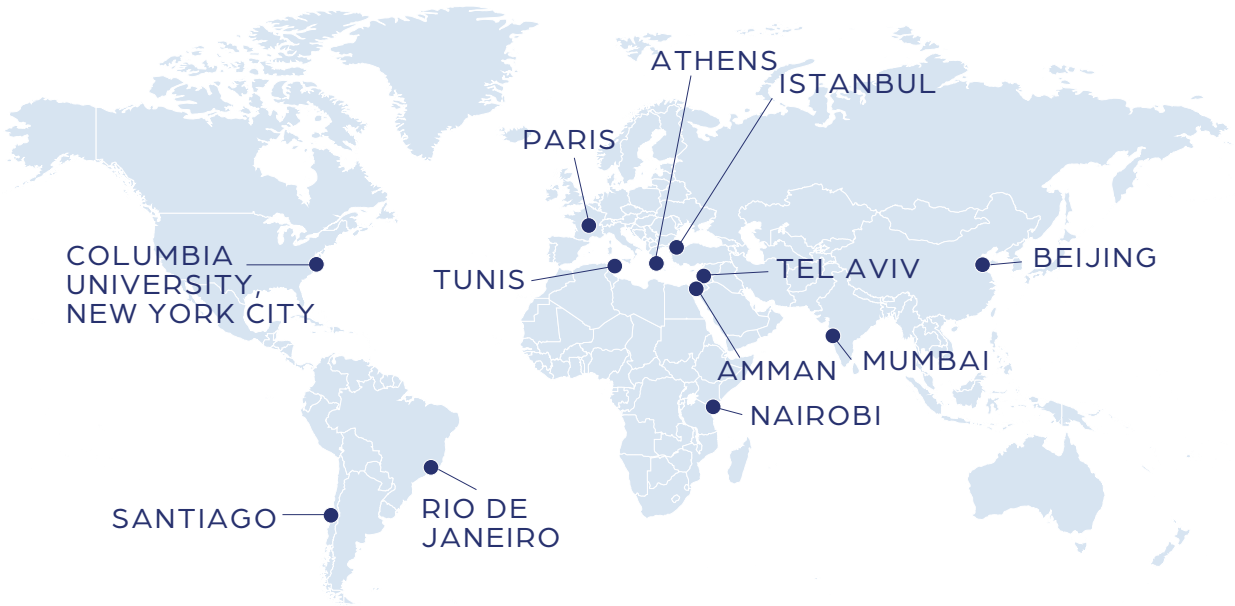 ATHENS
ISTANBUL
PARIS
COLUMBIA
UNIVERSITY,
NEW YORK CITY
TUNIS
TEL AVIV
BEIJING
AMMAN
MUMBAI
NAIROBI
SANTIAGO
RIO DE
JANEIRO